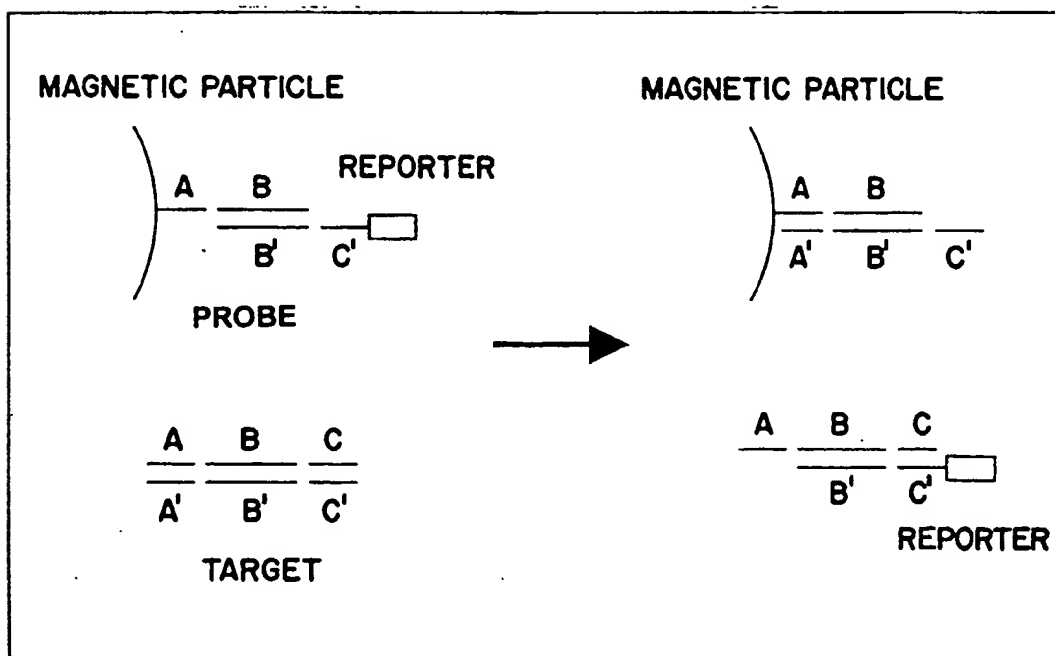 MAGNETIC PARTICLE
A B
REPORTER
B' C'
PROBE
A B C
A' B' C'
TARGET
MAGNETIC PARTICLE
A B
A' B' C'
A B C
B' C'
REPORTER